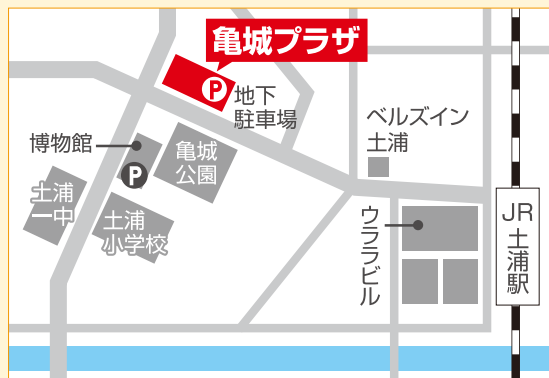 亀城プラザ
P
地下
駐車場
ベルズイン
土浦
博物館
亀城
公園
P
土浦
一中
土浦
小学校
ウララビル
JR土浦駅